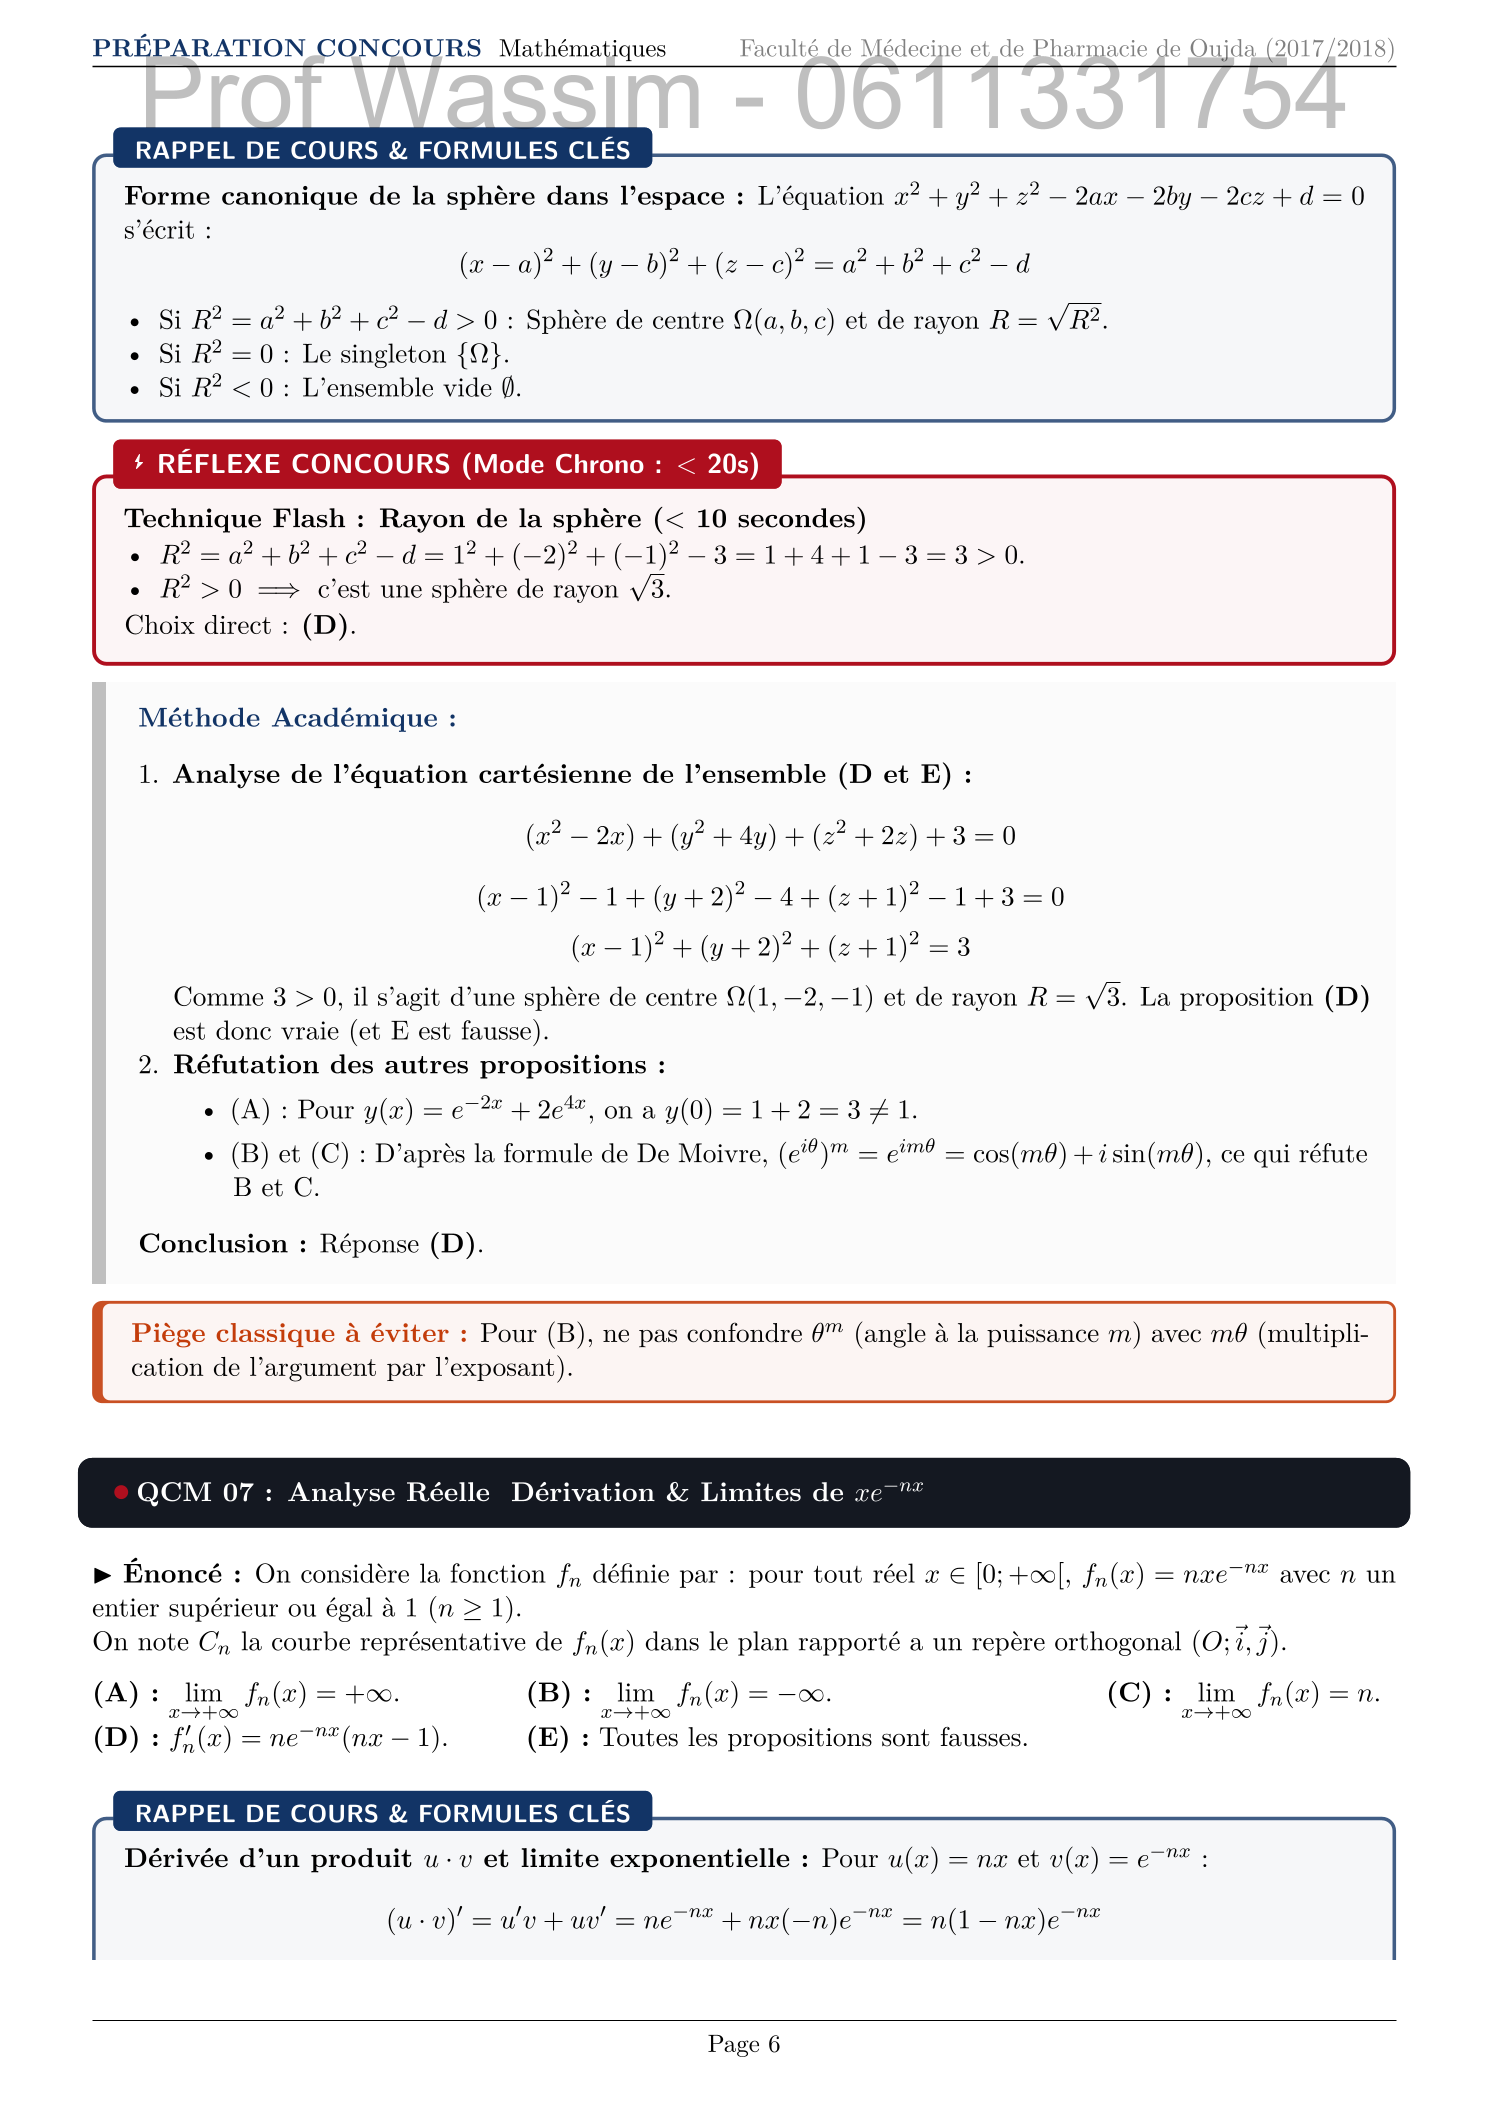 PRÉPARATION CONCOURS Mathématiques Faculté de Médecine et de Pharmacie de Oujda (2017/2018)
Prof Wassim - 0611331754
RAPPEL DE COURS & FORMULES CLÉS
Forme canonique de la sphère dans l'espace : L'équation x² + y² + z² − 2ax − 2by − 2cz + d = 0
s'écrit :
(x − a)² + (y − b)² + (z − c)² = a² + b² + c² − d
• Si R² = a² + b² + c² − d > 0 : Sphère de centre Ω(a, b, c) et de rayon R = √R².
• Si R² = 0 : Le singleton {Ω}.
• Si R² < 0 : L'ensemble vide ∅.
RÉFLEXE CONCOURS (Mode Chrono : < 20s)
Technique Flash : Rayon de la sphère (< 10 secondes)
• R² = a² + b² + c² − d = 1² + (−2)² + (−1)² − 3 = 1 + 4 + 1 − 3 = 3 > 0.
• R² > 0 ⟹ c'est une sphère de rayon √3.
Choix direct : (D).
Méthode Académique :
1. Analyse de l'équation cartésienne de l'ensemble (D et E) :
(x² − 2x) + (y² + 4y) + (z² + 2z) + 3 = 0
(x − 1)² − 1 + (y + 2)² − 4 + (z + 1)² − 1 + 3 = 0
(x − 1)² + (y + 2)² + (z + 1)² = 3
Comme 3 > 0, il s'agit d'une sphère de centre Ω(1, −2, −1) et de rayon R = √3. La proposition (D)
est donc vraie (et E est fausse).
2. Réfutation des autres propositions :
• (A) : Pour y(x) = e⁻²ˣ + 2e⁴ˣ, on a y(0) = 1 + 2 = 3 ≠ 1.
• (B) et (C) : D'après la formule de De Moivre, (e^{iθ})^m = e^{imθ} = cos(mθ) + i sin(mθ), ce qui réfute
B et C.
Conclusion : Réponse (D).
Piège classique à éviter : Pour (B), ne pas confondre θ^m (angle à la puissance m) avec mθ (multipli-
cation de l'argument par l'exposant).
• QCM 07 : Analyse Réelle Dérivation & Limites de xe^{−nx}
▶ Énoncé : On considère la fonction fₙ définie par : pour tout réel x ∈ [0; +∞[, fₙ(x) = nxe^{−nx} avec n un
entier supérieur ou égal à 1 (n ≥ 1).
On note Cₙ la courbe représentative de fₙ(x) dans le plan rapporté a un repère orthogonal (O; i⃗, j⃗).
(A) : lim_{x→+∞} fₙ(x) = +∞. (B) : lim_{x→+∞} fₙ(x) = −∞. (C) : lim_{x→+∞} fₙ(x) = n.
(D) : f′ₙ(x) = ne^{−nx}(nx − 1). (E) : Toutes les propositions sont fausses.
RAPPEL DE COURS & FORMULES CLÉS
Dérivée d'un produit u · v et limite exponentielle : Pour u(x) = nx et v(x) = e^{−nx} :
(u · v)′ = u′v + uv′ = ne^{−nx} + nx(−n)e^{−nx} = n(1 − nx)e^{−nx}
Page 6